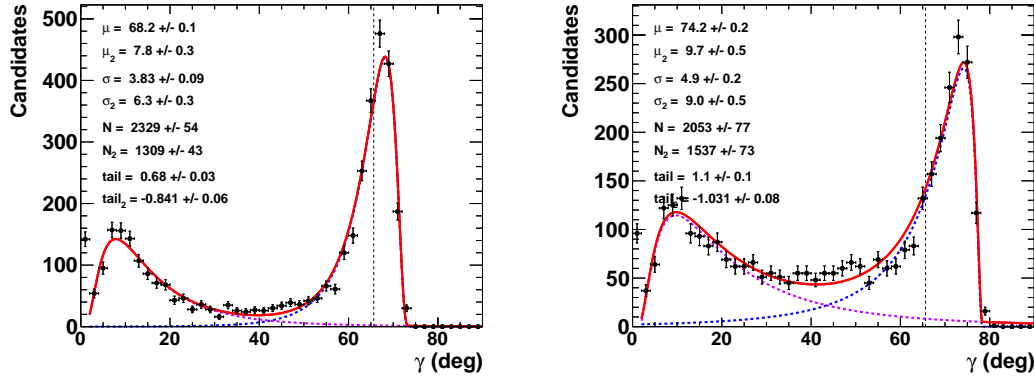 Candidates
500
400
300
200
100
0
μ = 68.2 +/- 0.1
μ₂ = 7.8 +/- 0.3
σ = 3.83 +/- 0.09
σ₂ = 6.3 +/- 0.3
N = 2329 +/- 54
N₂ = 1309 +/- 43
tail = 0.68 +/- 0.03
tail₂ = -0.841 +/- 0.06
0 20 40 60 80
γ (deg)
Candidates
300
250
200
150
100
50
0
μ = 74.2 +/- 0.2
μ₂ = 9.7 +/- 0.5
σ = 4.9 +/- 0.2
σ₂ = 9.0 +/- 0.5
N = 2053 +/- 77
N₂ = 1537 +/- 73
tail = 1.1 +/- 0.1
tail₂ = -1.031 +/- 0.08
0 20 40 60 80
γ (deg)